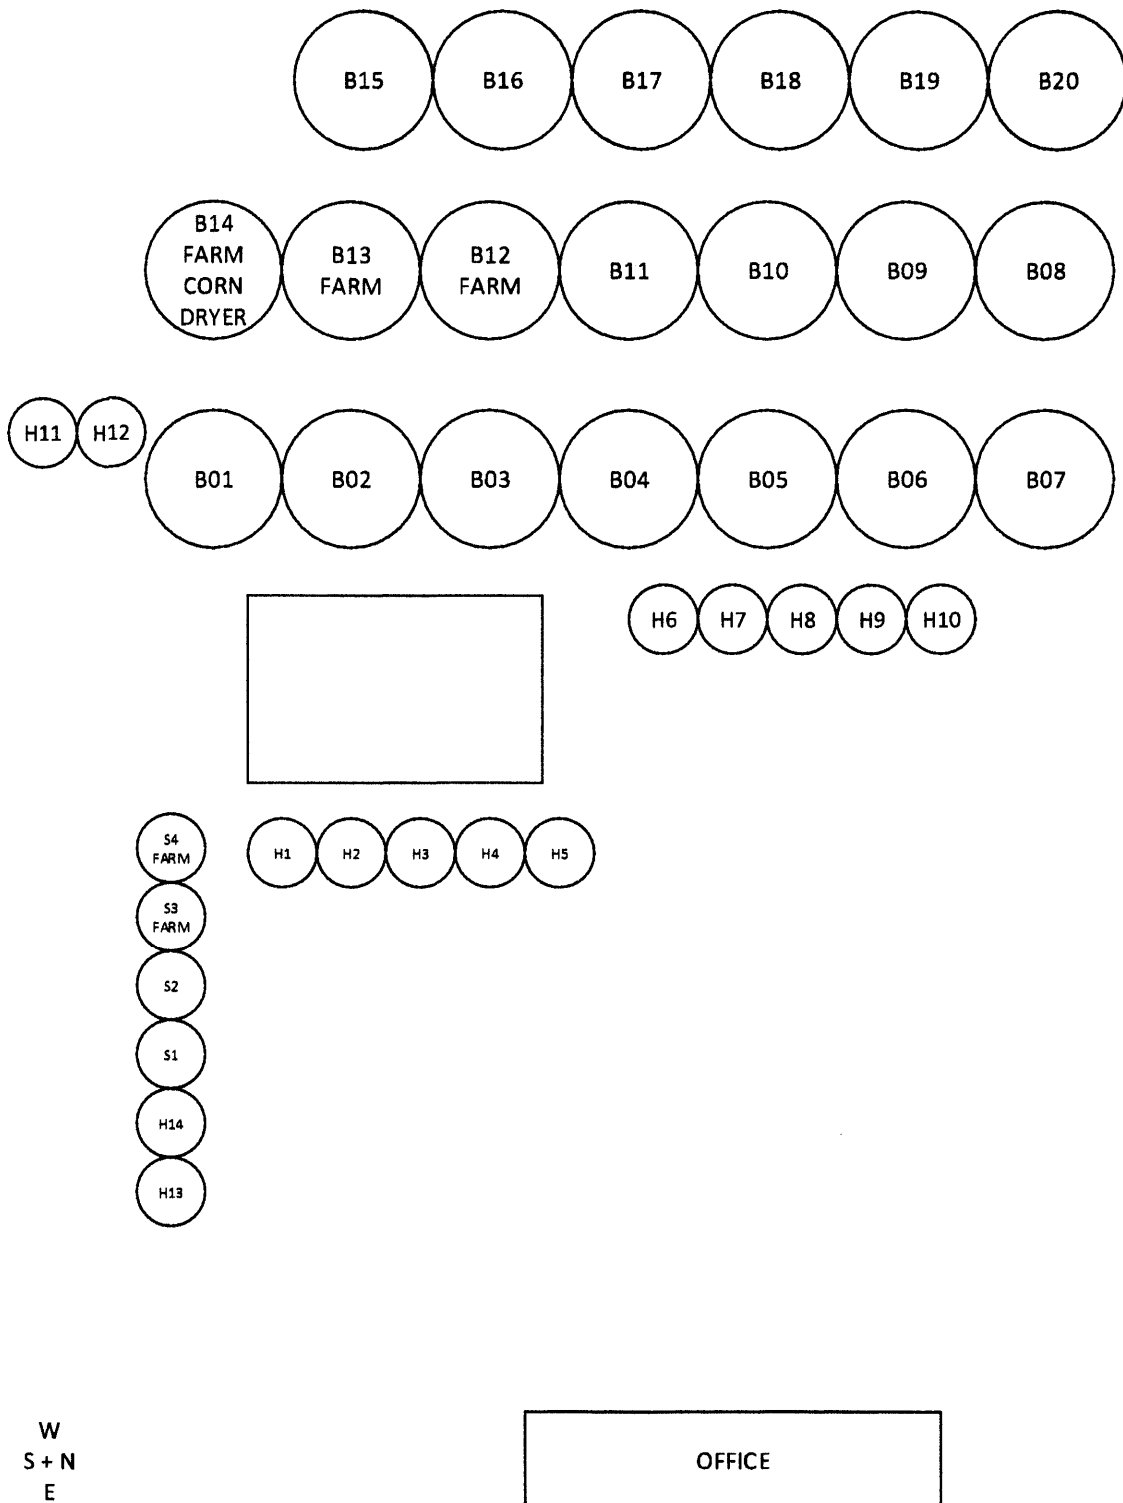 B15 B16 B17 B18 B19 B20
B14
FARM
CORN
DRYER
B13
FARM
B12
FARM
B11 B10 B09 B08
H11 H12
B01 B02 B03 B04 B05 B06 B07
H6 H7 H8 H9 H10
S4
FARM
H1 H2 H3 H4 H5
S3
FARM
S2
S1
H14
H13
W
S + N
E
OFFICE